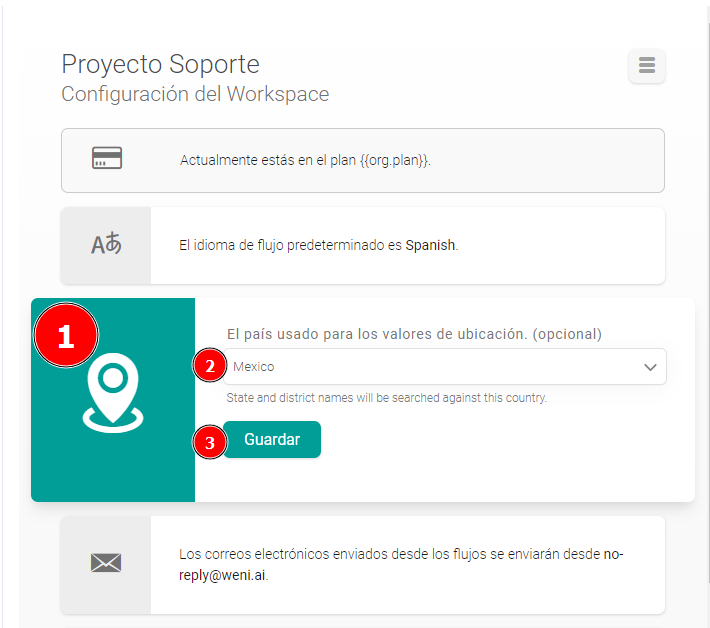 Proyecto Soporte
Configuración del Workspace
Actualmente estás en el plan {{org.plan}}.
Aあ
El idioma de flujo predeterminado es Spanish.
1
El país usado para los valores de ubicación. (opcional)
2
Mexico
State and district names will be searched against this country.
3
Guardar
Los correos electrónicos enviados desde los flujos se enviarán desde no-
reply@weni.ai.